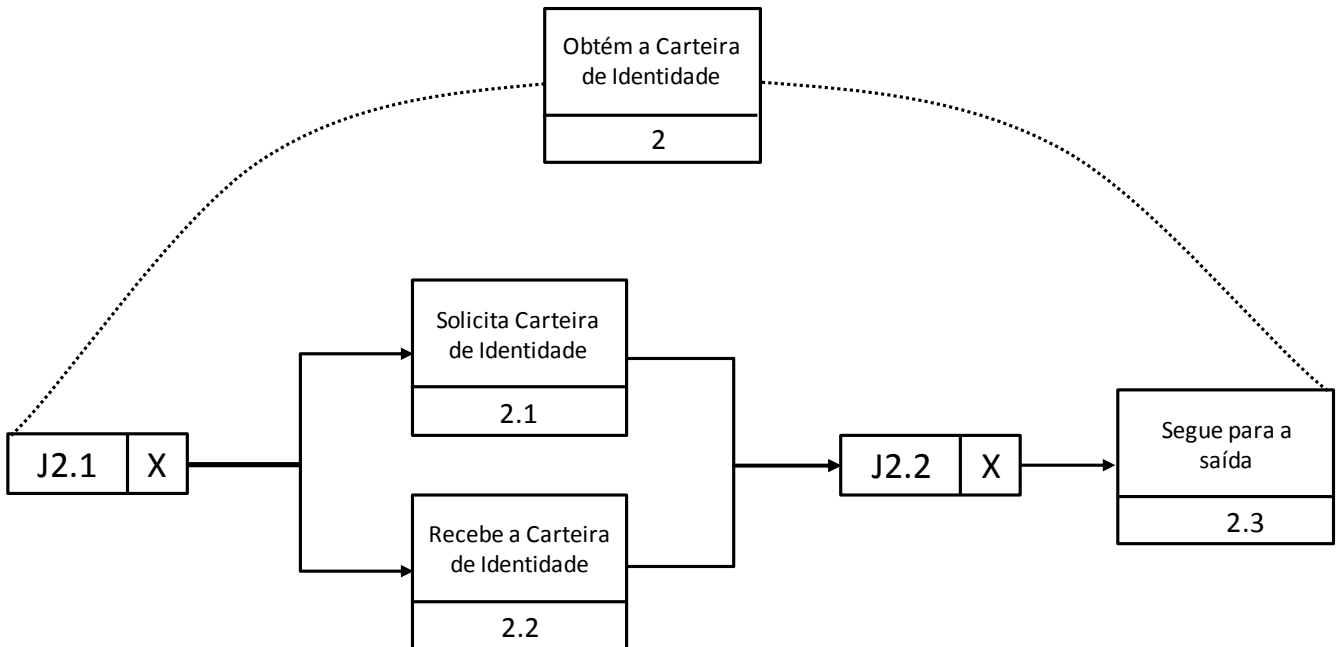 Obtém a Carteira
de Identidade
2
Solicita Carteira
de Identidade
2.1
J2.1 X
Recebe a Carteira
de Identidade
2.2
J2.2 X
Segue para a
saída
2.3